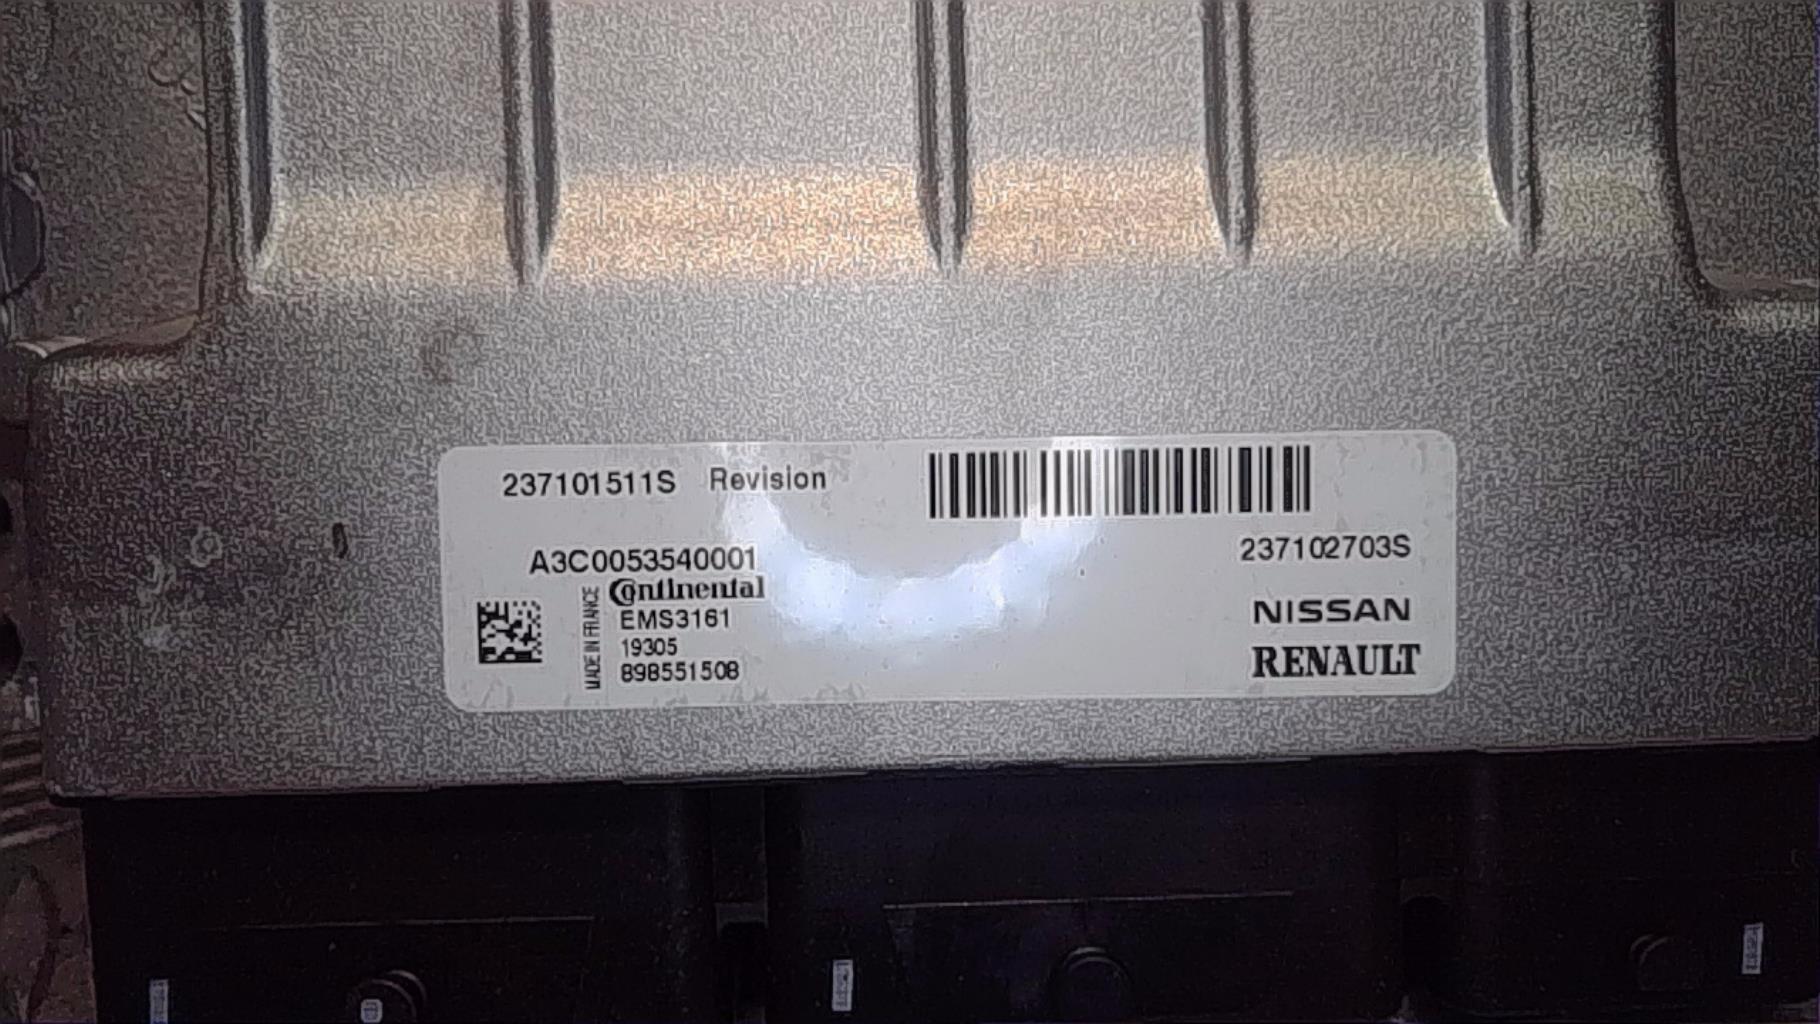 237101511S Revision
A3C0053540001
Continental
MADE IN FRANCE
EMS3161
19305
898551508
237102703S
NISSAN
RENAULT